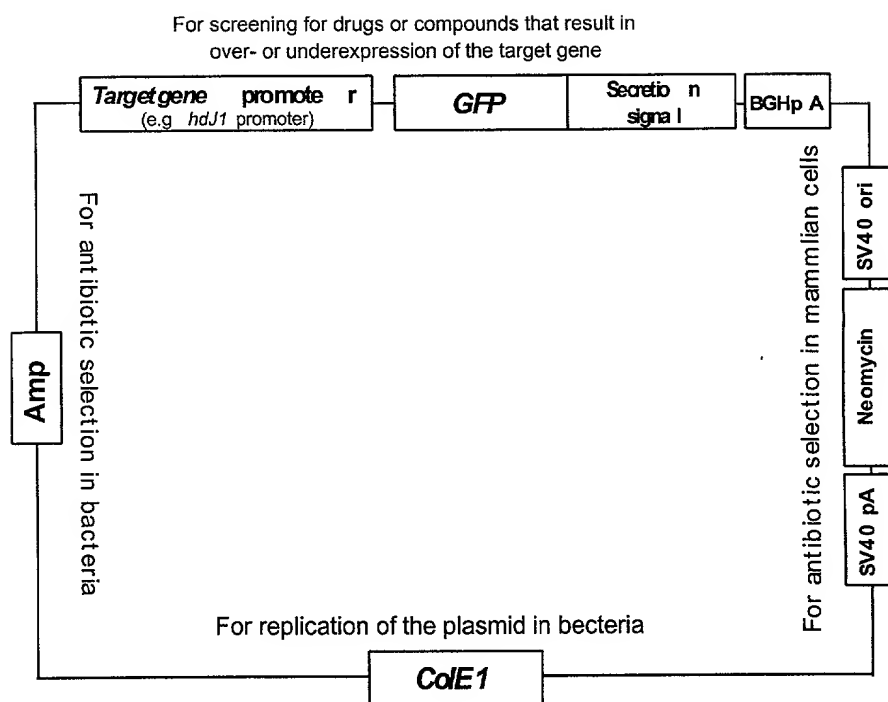 For screening for drugs or compounds that result in
over- or underexpression of the target gene
Targetgene promote r
(e.g hdJ1 promoter)
GFP
Secretio n
signa l
BGHp A
SV40 ori
Neomycin
SV40 pA
For antibiotic selection in mammlian cells
Amp
For antibiotic selection in bacteria
For replication of the plasmid in becteria
ColE1